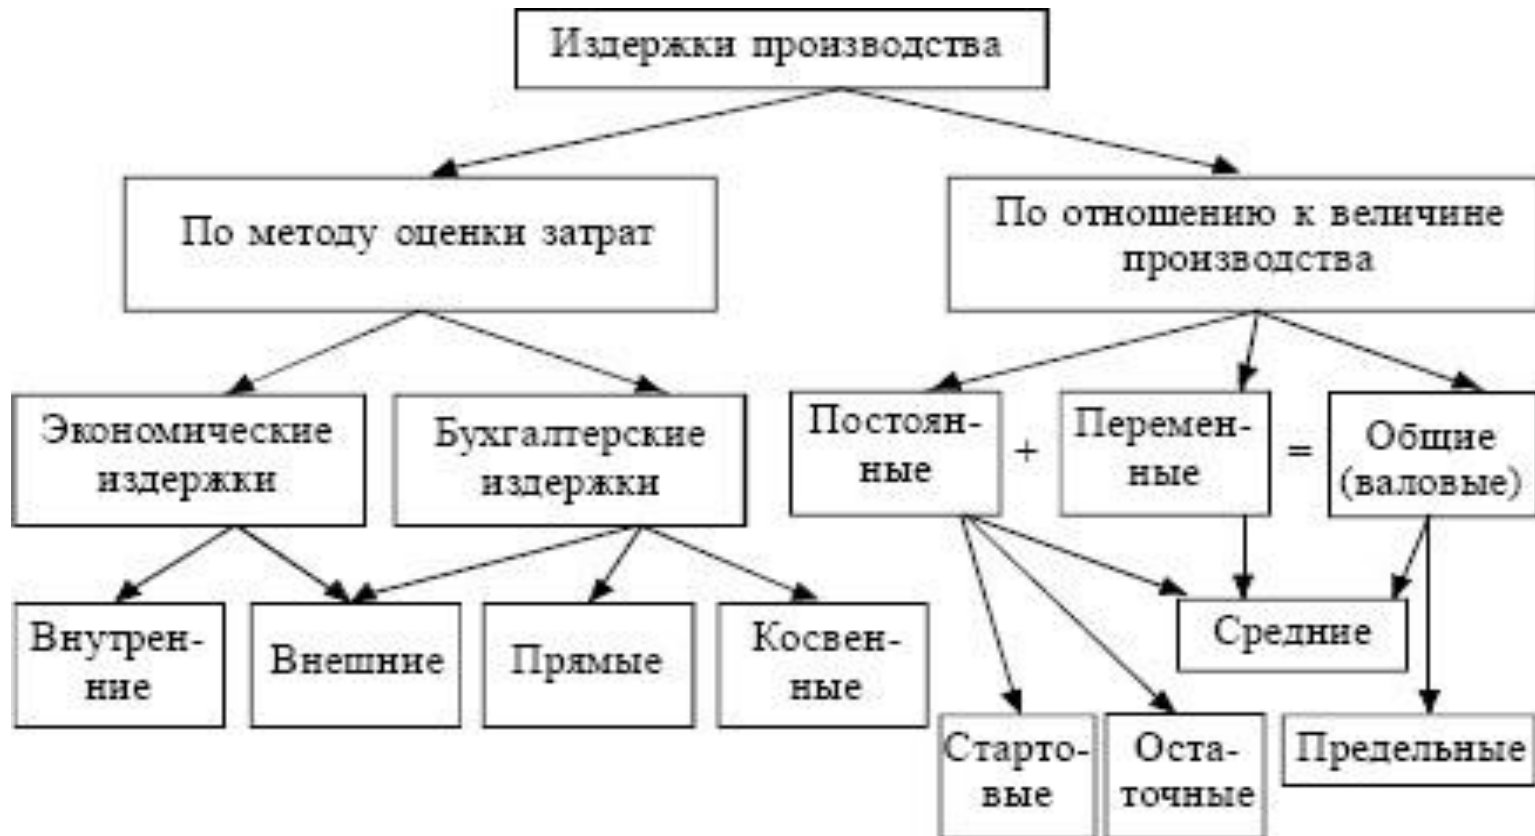 Издержки производства
По методу оценки затрат
По отношению к величине
производства
Экономические
издержки
Бухгалтерские
издержки
Постоян-
ные
+
Перемен-
ные
=
Общие
(валовые)
Внутрен-
ние
Внешние
Прямые
Косвен-
ные
Средние
Старто-
вые
Оста-
точные
Предельные